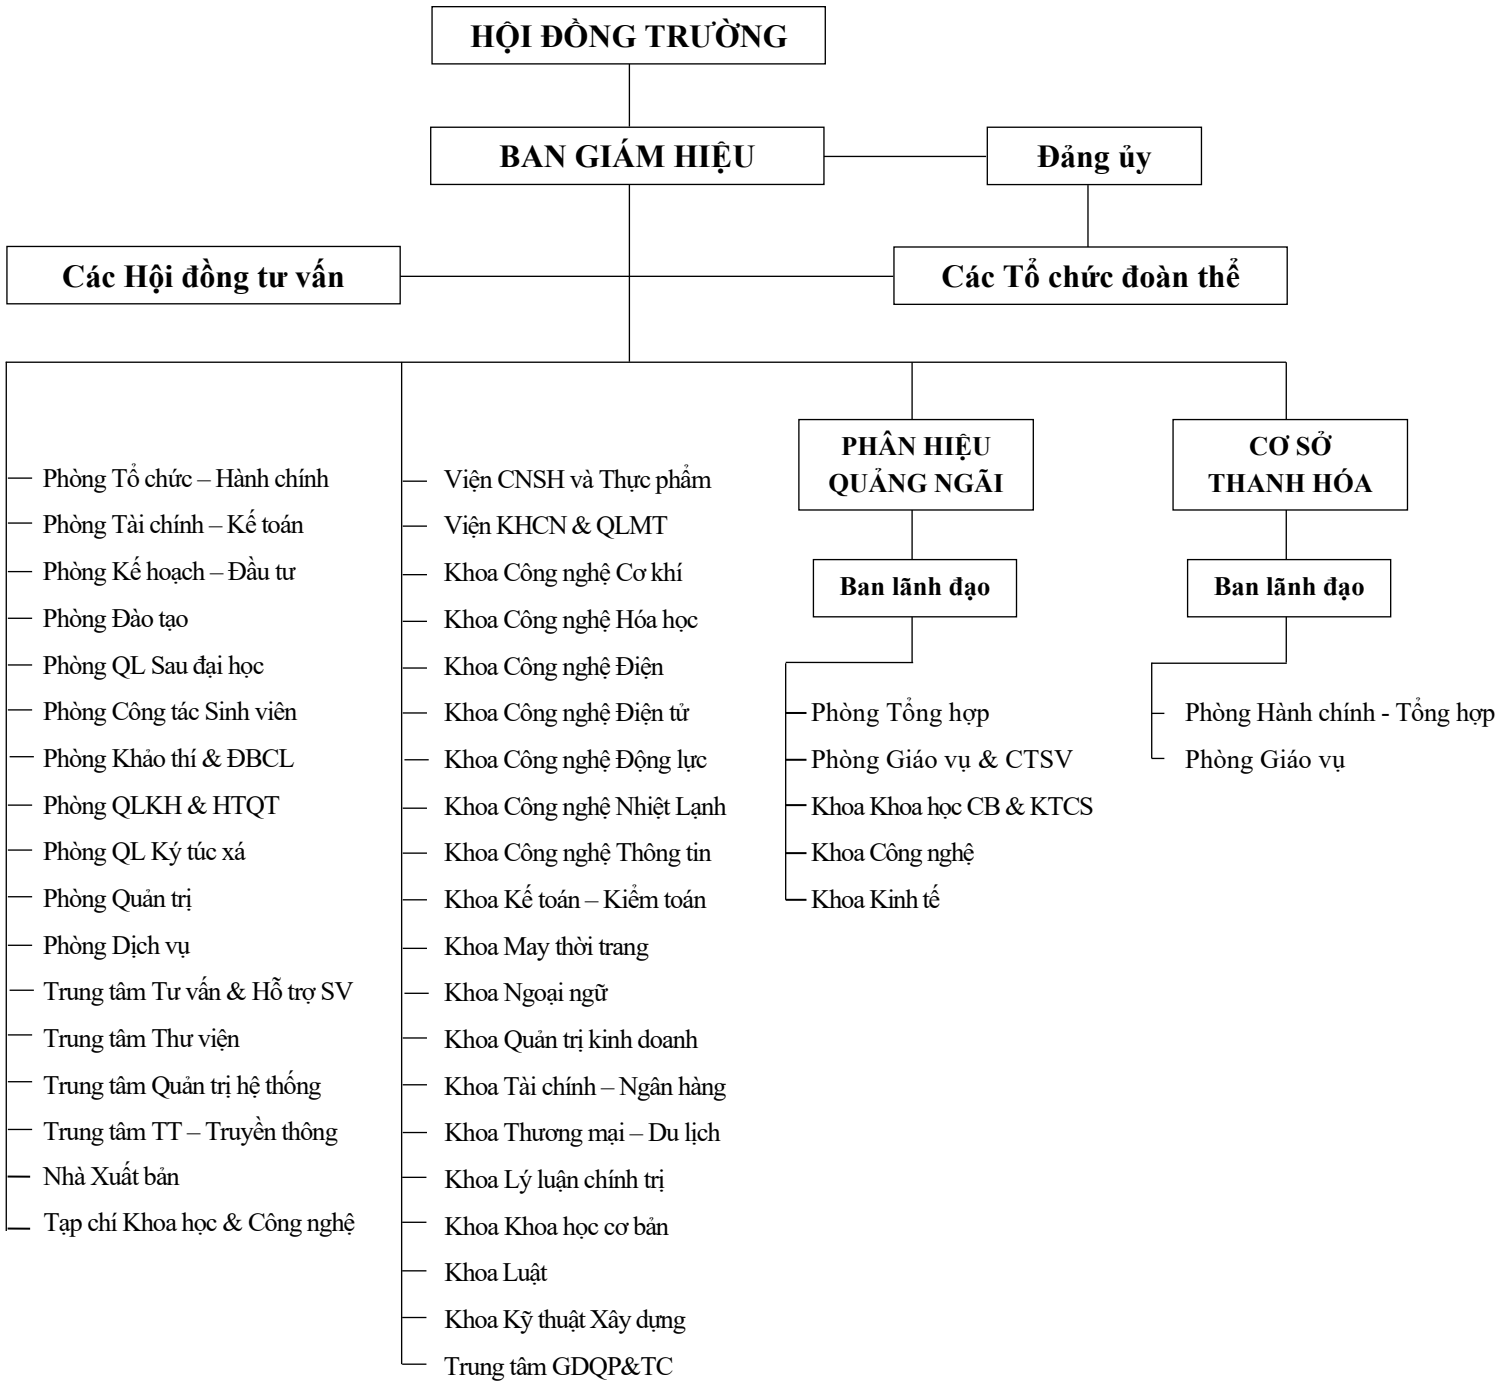 HỘI ĐỒNG TRƯỜNG
BAN GIÁM HIỆU
Đảng ủy
Các Hội đồng tư vấn
Các Tổ chức đoàn thể
Phòng Tổ chức – Hành chính
Phòng Tài chính – Kế toán
Phòng Kế hoạch – Đầu tư
Phòng Đào tạo
Phòng QL Sau đại học
Phòng Công tác Sinh viên
Phòng Khảo thí & ĐBCL
Phòng QLKH & HTQT
Phòng QL Ký túc xá
Phòng Quản trị
Phòng Dịch vụ
Trung tâm Tư vấn & Hỗ trợ SV
Trung tâm Thư viện
Trung tâm Quản trị hệ thống
Trung tâm TT – Truyền thông
Nhà Xuất bản
Tạp chí Khoa học & Công nghệ
Viện CNSH và Thực phẩm
Viện KHCN & QLMT
Khoa Công nghệ Cơ khí
Khoa Công nghệ Hóa học
Khoa Công nghệ Điện
Khoa Công nghệ Điện tử
Khoa Công nghệ Động lực
Khoa Công nghệ Nhiệt Lạnh
Khoa Công nghệ Thông tin
Khoa Kế toán – Kiểm toán
Khoa May thời trang
Khoa Ngoại ngữ
Khoa Quản trị kinh doanh
Khoa Tài chính – Ngân hàng
Khoa Thương mại – Du lịch
Khoa Lý luận chính trị
Khoa Khoa học cơ bản
Khoa Luật
Khoa Kỹ thuật Xây dựng
Trung tâm GDQP&TC
PHÂN HIỆU
QUẢNG NGÃI
Ban lãnh đạo
Phòng Tổng hợp
Phòng Giáo vụ & CTSV
Khoa Khoa học CB & KTCS
Khoa Công nghệ
Khoa Kinh tế
CƠ SỞ
THANH HÓA
Ban lãnh đạo
Phòng Hành chính - Tổng hợp
Phòng Giáo vụ